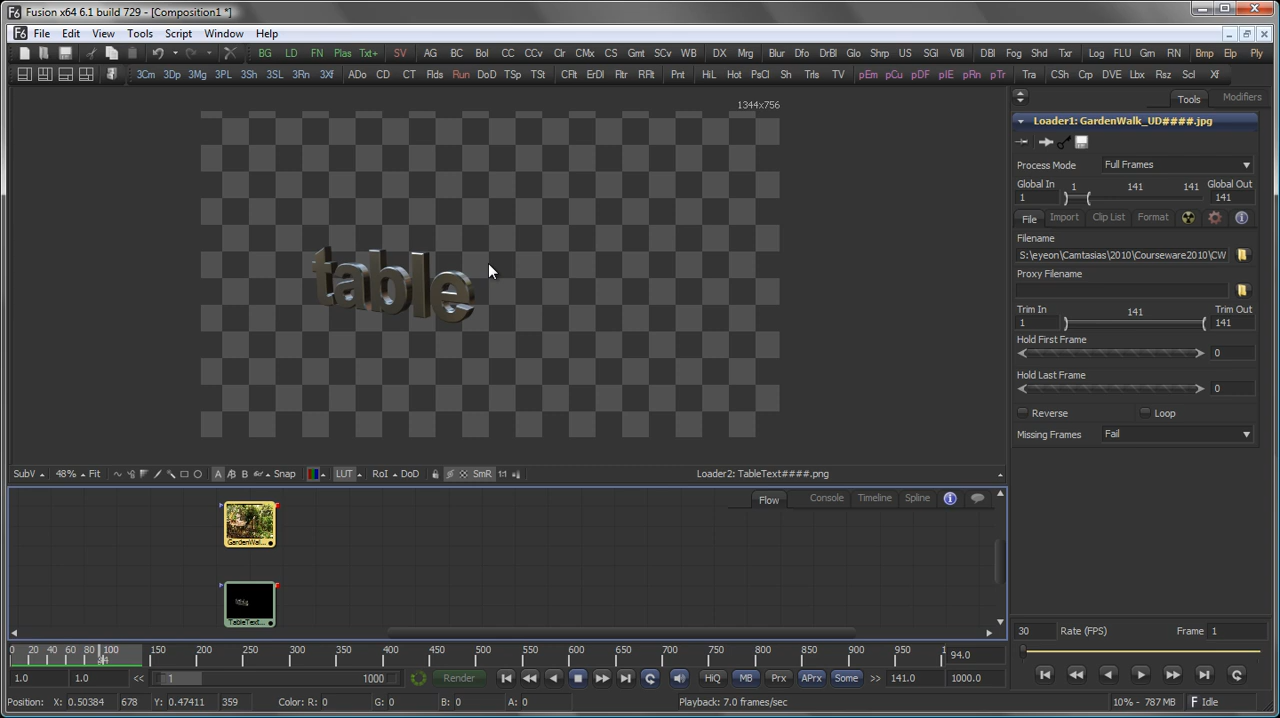 Fusion x64 6.1 build 729 - [Composition1 *]
File Edit View Tools Script Window Help
BG LD FN Plas Txt+ SV AG BC Bol CC CCv Clr CMx CS Gmt SCv WB DX Mrg Blur Dfo DrBl Glo Shrp US SGl VBl DBl Fog Shd Txr Log FLU Gm RN Bmp Elp Ply
3Cm 3Dp 3Mg 3PL 3Sh 3SL 3Rn 3Xf ADo CD CT Flds Run DoD TSp TSt CFlt ErDl Fltr RFlt Pnt HiL Hot PsCl Sh Trls TV pEm pCu pDF pIE pRn pTr Tra CSh Crp DVE Lbx Rsz Scl Xf
1344x756
table
Tools Modifiers
Loader1: GardenWalk_UD####.jpg
Process Mode Full Frames
Global In 1 141 191 Global Out
1 141
File Import Clip List Format
Filename
S:\eyeon\Camtasias\2010\Courseware2010\CW
Proxy Filename
Trim In 141 Trim Out
1 141
Hold First Frame
0
Hold Last Frame
0
Reverse Loop
Missing Frames Fail
SubV 48% Fit A B Snap LUT RoI DoD SmR 1:1 Loader2: TableText####.png
Flow Console Timeline Spline
GardenWal...
TableText...
30 Rate (FPS) Frame 1
0 20 40 60 80 100 150 200 250 300 350 400 450 500 550 600 650 700 750 800 850 900 950 1
94 94.0
1.0 1.0 << 1 1000 Render HiQ MB Prx APrx Some >> 141.0 1000.0
Position: X: 0.50384 678 Y: 0.47411 359 Color: R: 0 G: 0 B: 0 A: 0 Playback: 7.0 frames/sec 10% - 787 MB Idle